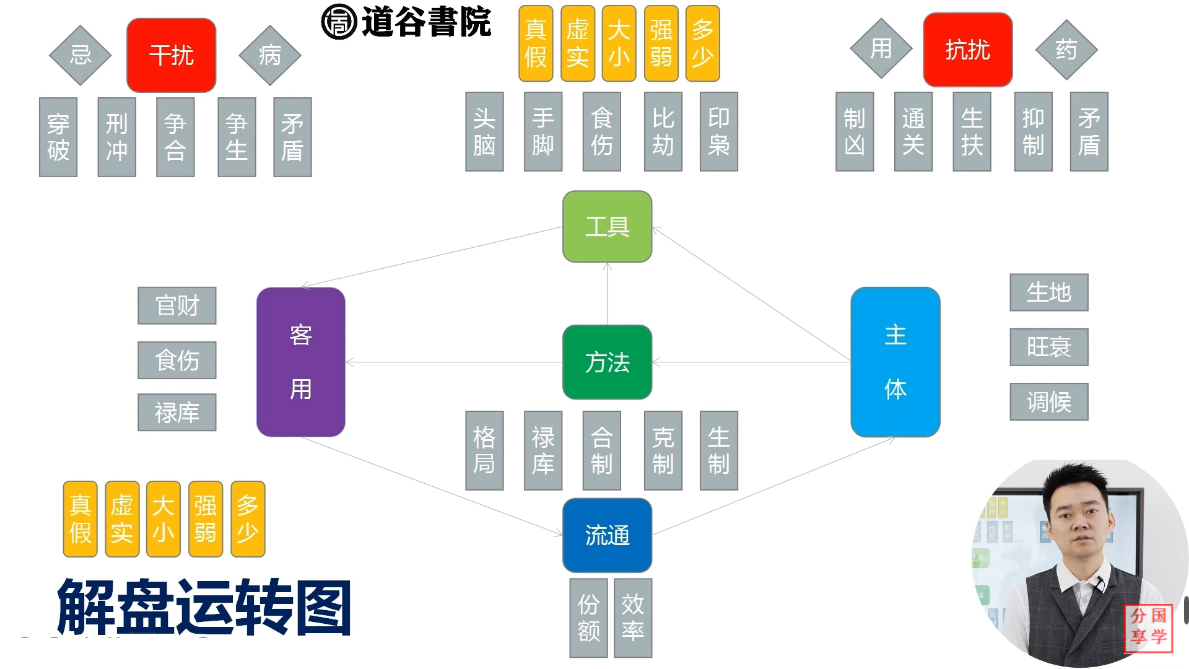 道谷書院
忌
干扰
病
穿破
刑冲
争合
争生
矛盾
真假
虚实
大小
强弱
多少
头脑
手脚
食伤
比劫
印枭
用
抗扰
药
制凶
通关
生扶
抑制
矛盾
工具
官财
食伤
禄库
客用
方法
主体
生地
旺衰
调候
格局
禄库
合制
克制
生制
流通
份额
效率
真假
虚实
大小
强弱
多少
解盘运转图
国学
分享